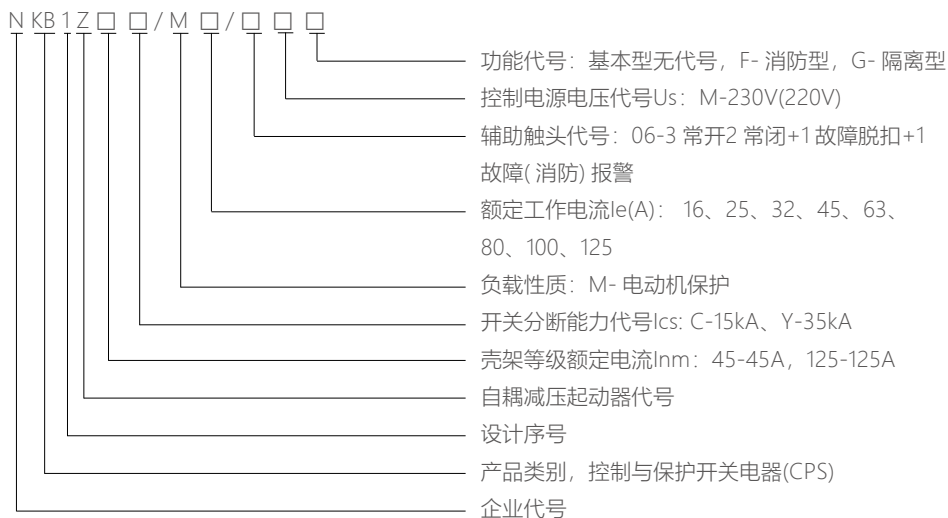 N KB 1 Z □ □ / M □ / □ □ □
功能代号：基本型无代号，F- 消防型，G- 隔离型
控制电源电压代号Us：M-230V(220V)
辅助触头代号：06-3 常开2 常闭+1 故障脱扣+1
故障( 消防) 报警
额定工作电流Ie(A)： 16、25、32、45、63、
80、100、125
负载性质：M- 电动机保护
开关分断能力代号Ics: C-15kA、Y-35kA
壳架等级额定电流Inm：45-45A，125-125A
自耦减压起动器代号
设计序号
产品类别，控制与保护开关电器(CPS)
企业代号